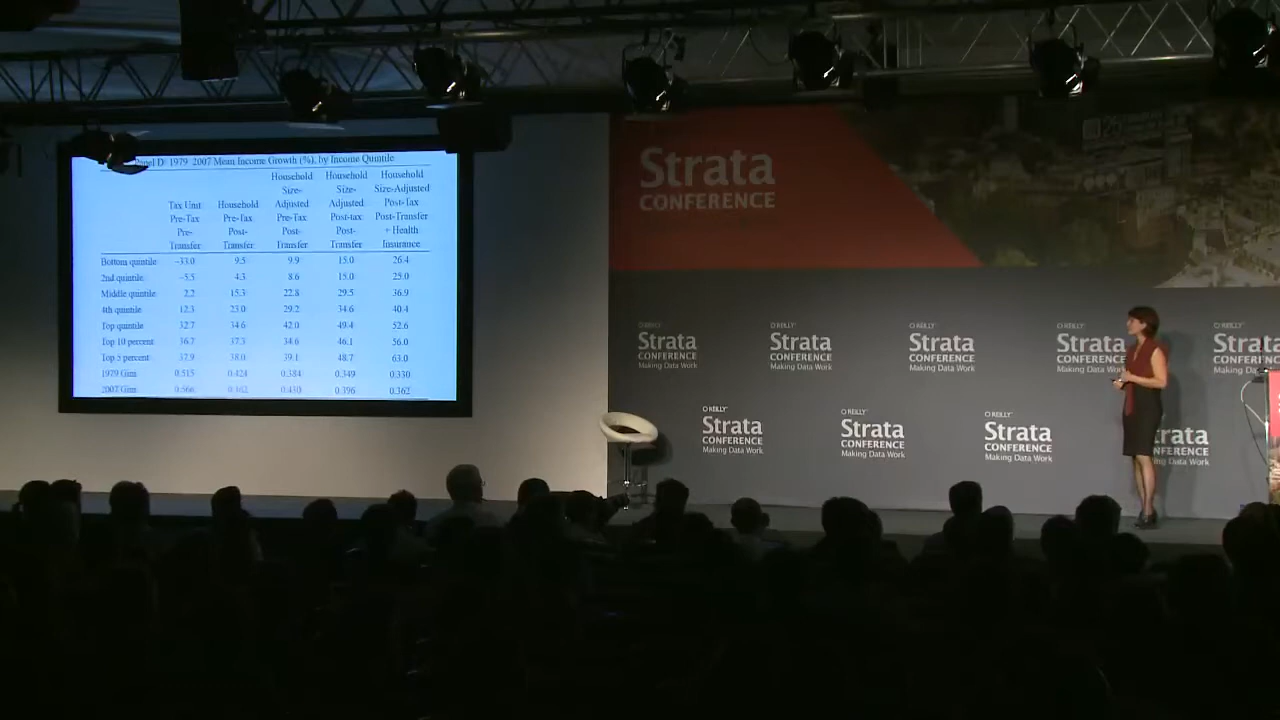 Panel D: 1979 2007 Mean Income Growth (%), by Income Quintile
Tax Unit Pre-Tax Pre-Transfer
Household Pre-Tax Post-Transfer
Household Size-Adjusted Pre-Tax Post-Transfer
Household Size-Adjusted Post-tax Post-Transfer
Household Size-Adjusted Post-Tax Post-Transfer + Health Insurance
Bottom quintile -33.0 9.5 9.9 15.0 26.4
2nd quintile -5.5 4.3 8.6 15.0 25.0
Middle quintile 2.2 15.3 22.8 29.5 36.9
4th quintile 12.3 23.0 29.2 34.6 40.4
Top quintile 32.7 34.6 42.0 49.4 52.6
Top 10 percent 36.7 37.3 34.6 46.1 56.0
Top 5 percent 37.9 38.0 39.1 48.7 63.0
1979 Gini 0.515 0.424 0.384 0.349 0.330
2007 Gini 0.396 0.362
Strata
CONFERENCE
O'REILLY
Strata
CONFERENCE
Making Data Work
O'REILLY
Strata
CONFERENCE
Making Data Work
O'REILLY
Strata
CONFERENCE
Making Data Work
O'REILLY
Strata
CONFERENCE
Making Data Work
O'REILLY
Strata
CONFERENCE
Making Data Work
O'REILLY
Strata
CONFERENCE
Making Data Work
O'REILLY
Strata
CONFERENCE
Making Data Work
O'REILLY
Strata
CONFERENCE
Making Data Work